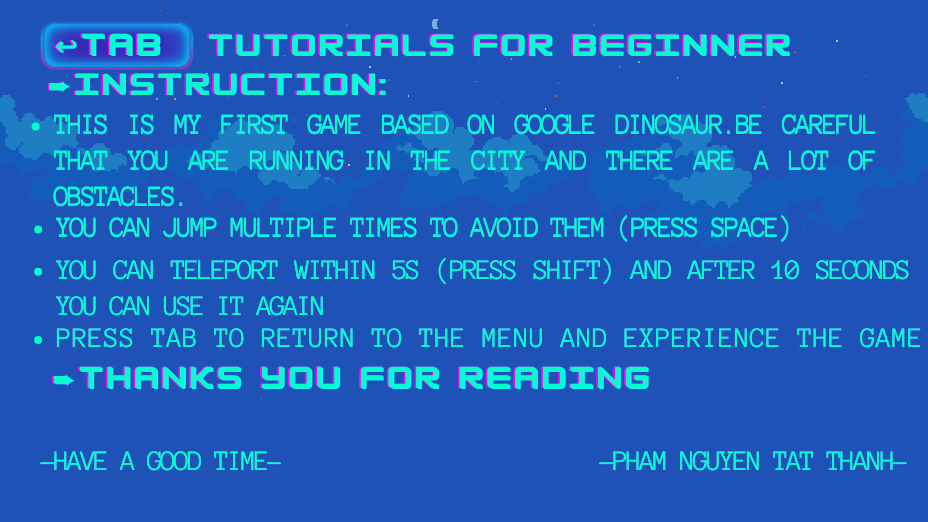 ↩TAB TUTORIALS FOR BEGINNER
➨INSTRUCTION:
• THIS IS MY FIRST GAME BASED ON GOOGLE DINOSAUR.BE CAREFUL
THAT YOU ARE RUNNING IN THE CITY AND THERE ARE A LOT OF
OBSTACLES.
• YOU CAN JUMP MULTIPLE TIMES TO AVOID THEM (PRESS SPACE)
• YOU CAN TELEPORT WITHIN 5S (PRESS SHIFT) AND AFTER 10 SECONDS
YOU CAN USE IT AGAIN
• PRESS TAB TO RETURN TO THE MENU AND EXPERIENCE THE GAME
➨THANKS YOU FOR READING
—HAVE A GOOD TIME— —PHAM NGUYEN TAT THANH—